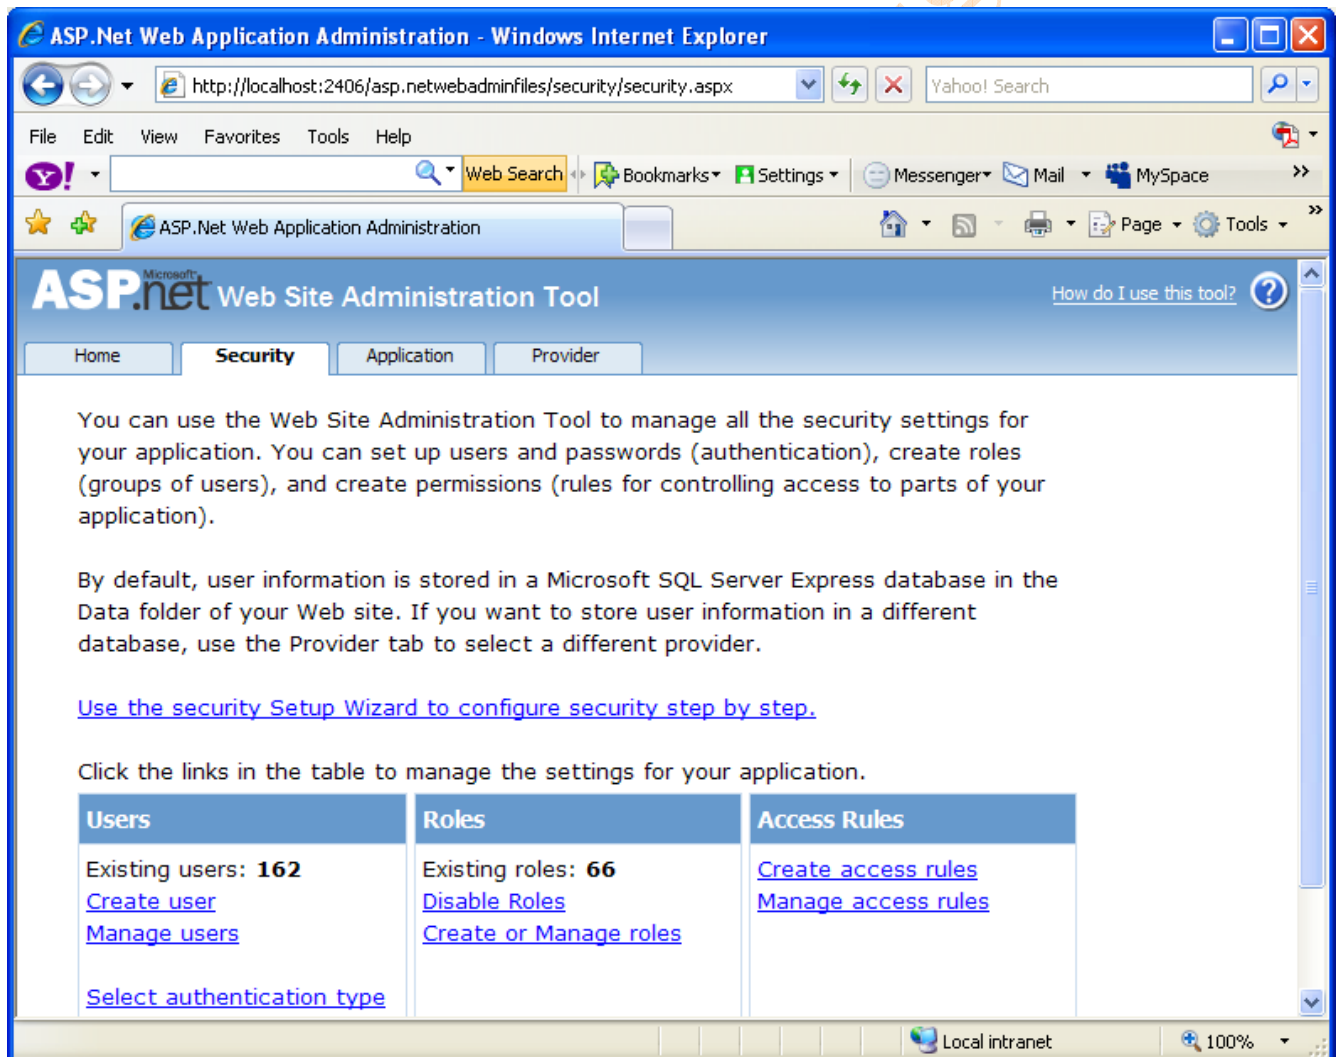 ASP.Net Web Application Administration - Windows Internet Explorer
http://localhost:2406/asp.netwebadminfiles/security/security.aspx
Yahoo! Search
File Edit View Favorites Tools Help
Y! Web Search Bookmarks Settings Messenger Mail MySpace »
ASP.Net Web Application Administration
Page Tools »
Microsoft
ASP.net Web Site Administration Tool
How do I use this tool? ?
Home Security Application Provider
You can use the Web Site Administration Tool to manage all the security settings for
your application. You can set up users and passwords (authentication), create roles
(groups of users), and create permissions (rules for controlling access to parts of your
application).
By default, user information is stored in a Microsoft SQL Server Express database in the
Data folder of your Web site. If you want to store user information in a different
database, use the Provider tab to select a different provider.
Use the security Setup Wizard to configure security step by step.
Click the links in the table to manage the settings for your application.
Users Roles Access Rules
Existing users: 162 Existing roles: 66 Create access rules
Create user Disable Roles Manage access rules
Manage users Create or Manage roles
Select authentication type
Local intranet 100%